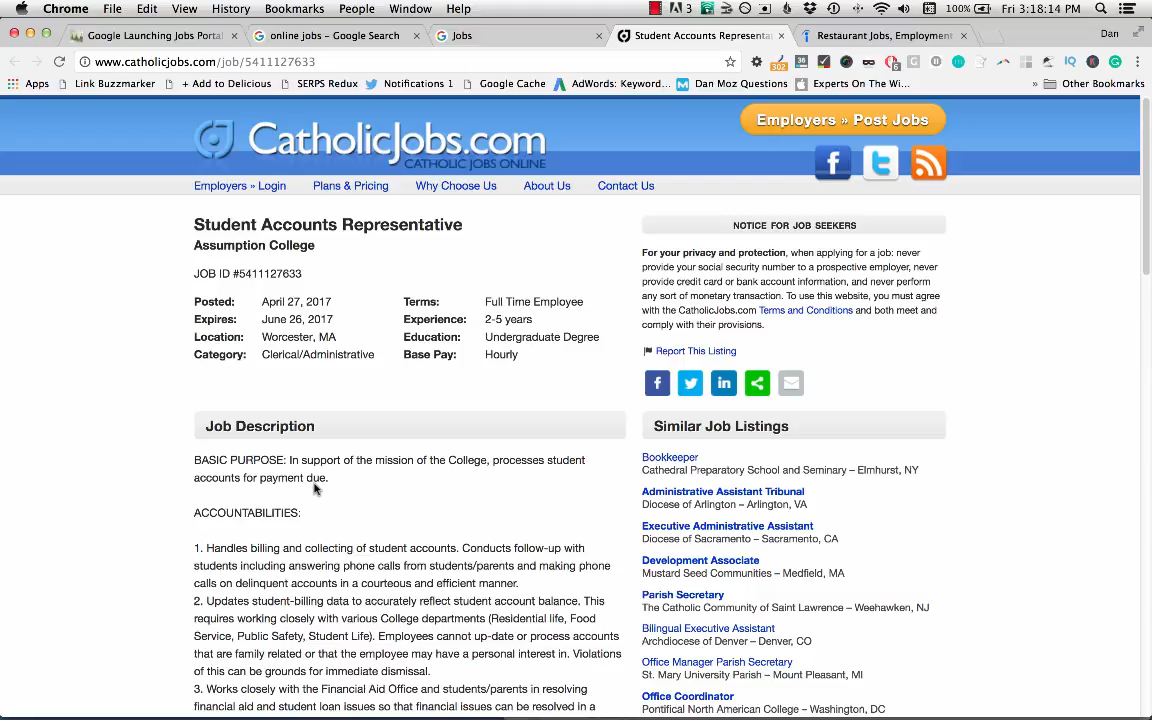 Chrome File Edit View History Bookmarks People Window Help
3 100% Fri 3:18:14 PM
Google Launching Jobs Portal
online jobs - Google Search
Jobs
Student Accounts Representa
Restaurant Jobs, Employment
Dan
www.catholicjobs.com/job/5411127633
Apps Link Buzzmarker + Add to Delicious SERPS Redux Notifications 1 Google Cache AdWords: Keyword... Dan Moz Questions Experts On The Wi... » Other Bookmarks
CatholicJobs.com
CATHOLIC JOBS ONLINE
Employers » Post Jobs
Employers » Login Plans & Pricing Why Choose Us About Us Contact Us
Student Accounts Representative
Assumption College
JOB ID #5411127633
Posted: April 27, 2017 Terms: Full Time Employee
Expires: June 26, 2017 Experience: 2-5 years
Location: Worcester, MA Education: Undergraduate Degree
Category: Clerical/Administrative Base Pay: Hourly
NOTICE FOR JOB SEEKERS
For your privacy and protection, when applying for a job: never
provide your social security number to a prospective employer, never
provide credit card or bank account information, and never perform
any sort of monetary transaction. To use this website, you must agree
with the CatholicJobs.com Terms and Conditions and both meet and
comply with their provisions.
Report This Listing
Job Description
BASIC PURPOSE: In support of the mission of the College, processes student
accounts for payment due.
ACCOUNTABILITIES:
1. Handles billing and collecting of student accounts. Conducts follow-up with
students including answering phone calls from students/parents and making phone
calls on delinquent accounts in a courteous and efficient manner.
2. Updates student-billing data to accurately reflect student account balance. This
requires working closely with various College departments (Residential life, Food
Service, Public Safety, Student Life). Employees cannot up-date or process accounts
that are family related or that the employee may have a personal interest in. Violations
of this can be grounds for immediate dismissal.
3. Works closely with the Financial Aid Office and students/parents in resolving
financial aid and student loan issues so that financial issues can be resolved in a
Similar Job Listings
Bookkeeper
Cathedral Preparatory School and Seminary – Elmhurst, NY
Administrative Assistant Tribunal
Diocese of Arlington – Arlington, VA
Executive Administrative Assistant
Diocese of Sacramento – Sacramento, CA
Development Associate
Mustard Seed Communities – Medfield, MA
Parish Secretary
The Catholic Community of Saint Lawrence – Weehawken, NJ
Bilingual Executive Assistant
Archdiocese of Denver – Denver, CO
Office Manager Parish Secretary
St. Mary University Parish – Mount Pleasant, MI
Office Coordinator
Pontifical North American College – Washington, DC